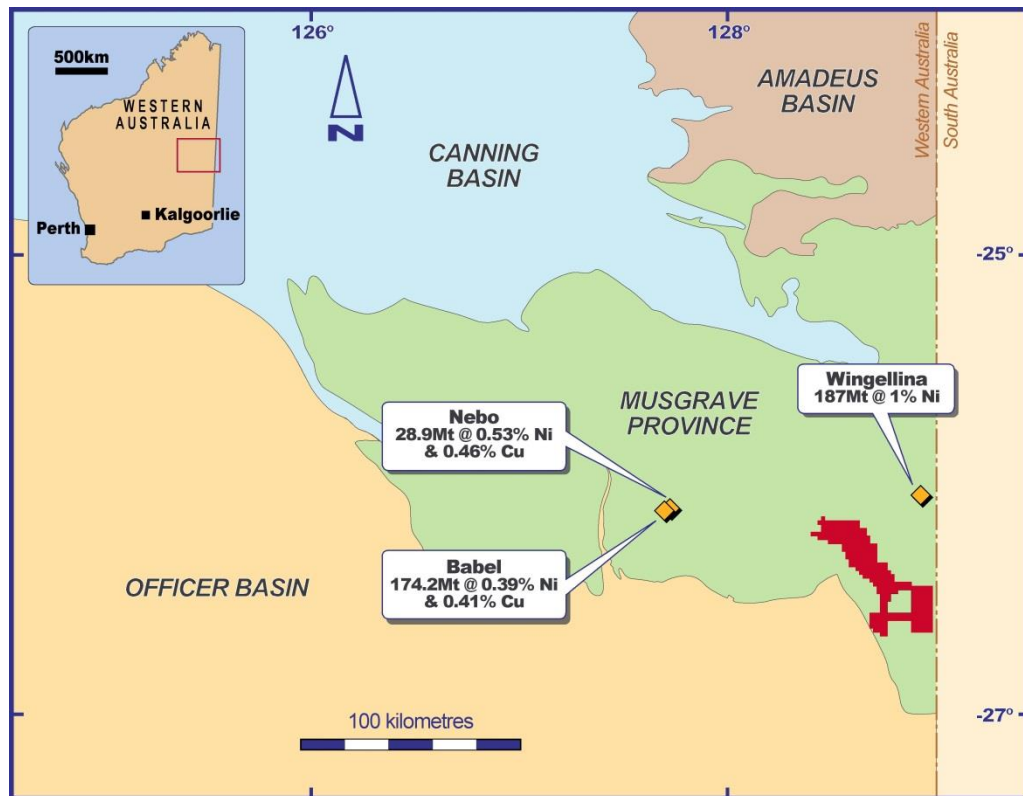 500km
WESTERN
AUSTRALIA
Kalgoorlie
Perth
126°
128°
N
AMADEUS
BASIN
Western Australia
South Australia
CANNING
BASIN
-25°
Wingellina
187Mt @ 1% Ni
MUSGRAVE
PROVINCE
Nebo
28.9Mt @ 0.53% Ni
& 0.46% Cu
Babel
174.2Mt @ 0.39% Ni
& 0.41% Cu
OFFICER BASIN
-27°
100 kilometres